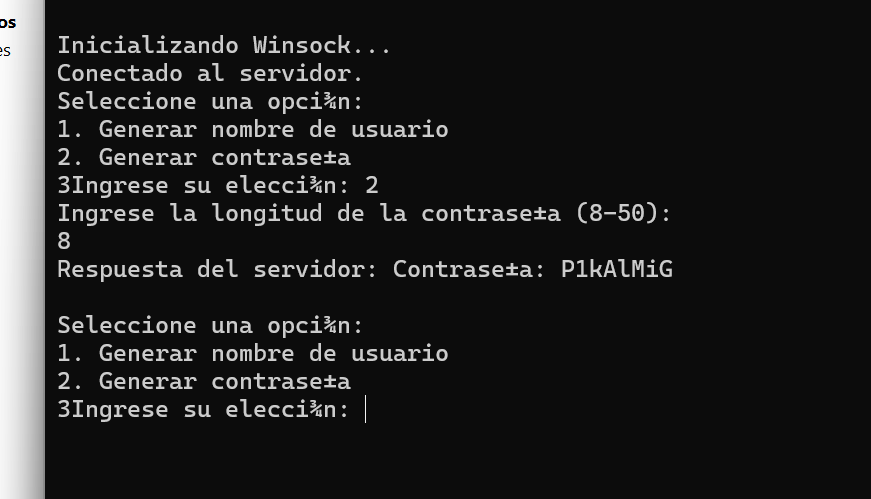 os
es
Inicializando Winsock...
Conectado al servidor.
Seleccione una opci¾n:
1. Generar nombre de usuario
2. Generar contrase±a
3Ingrese su elecci¾n: 2
Ingrese la longitud de la contrase±a (8-50):
8
Respuesta del servidor: Contrase±a: P1kAlMiG
Seleccione una opci¾n:
1. Generar nombre de usuario
2. Generar contrase±a
3Ingrese su elecci¾n: